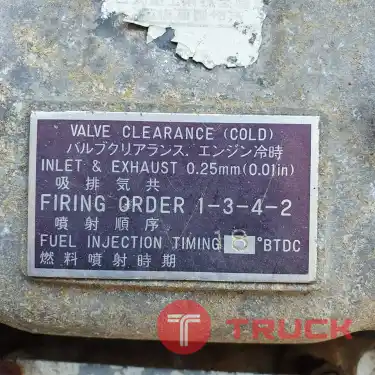 VALVE CLEARANCE (COLD)
バルブクリアランス. エンジン冷時
INLET & EXHAUST 0.25mm(0.01in)
吸排気共
FIRING ORDER 1-3-4-2
噴射順序
FUEL INJECTION TIMING 18 °BTDC
燃料噴射時期
TRUCK